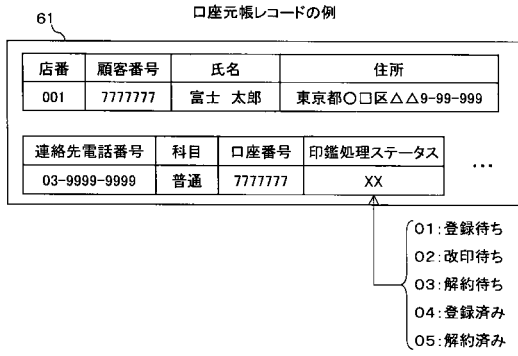 口座元帳レコードの例
61
店番 顧客番号 氏名 住所
001 7777777 富士 太郎 東京都〇□区△△9-99-999
連絡先電話番号 科目 口座番号 印鑑処理ステータス
03-9999-9999 普通 7777777 XX ...
01:登録待ち
02:改印待ち
03:解約待ち
04:登録済み
05:解約済み